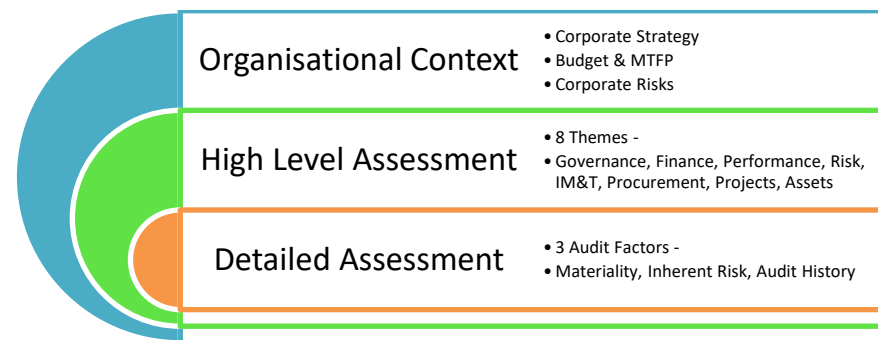 Organisational Context
• Corporate Strategy
• Budget & MTFP
• Corporate Risks
High Level Assessment
• 8 Themes -
• Governance, Finance, Performance, Risk,
IM&T, Procurement, Projects, Assets
Detailed Assessment
• 3 Audit Factors -
• Materiality, Inherent Risk, Audit History